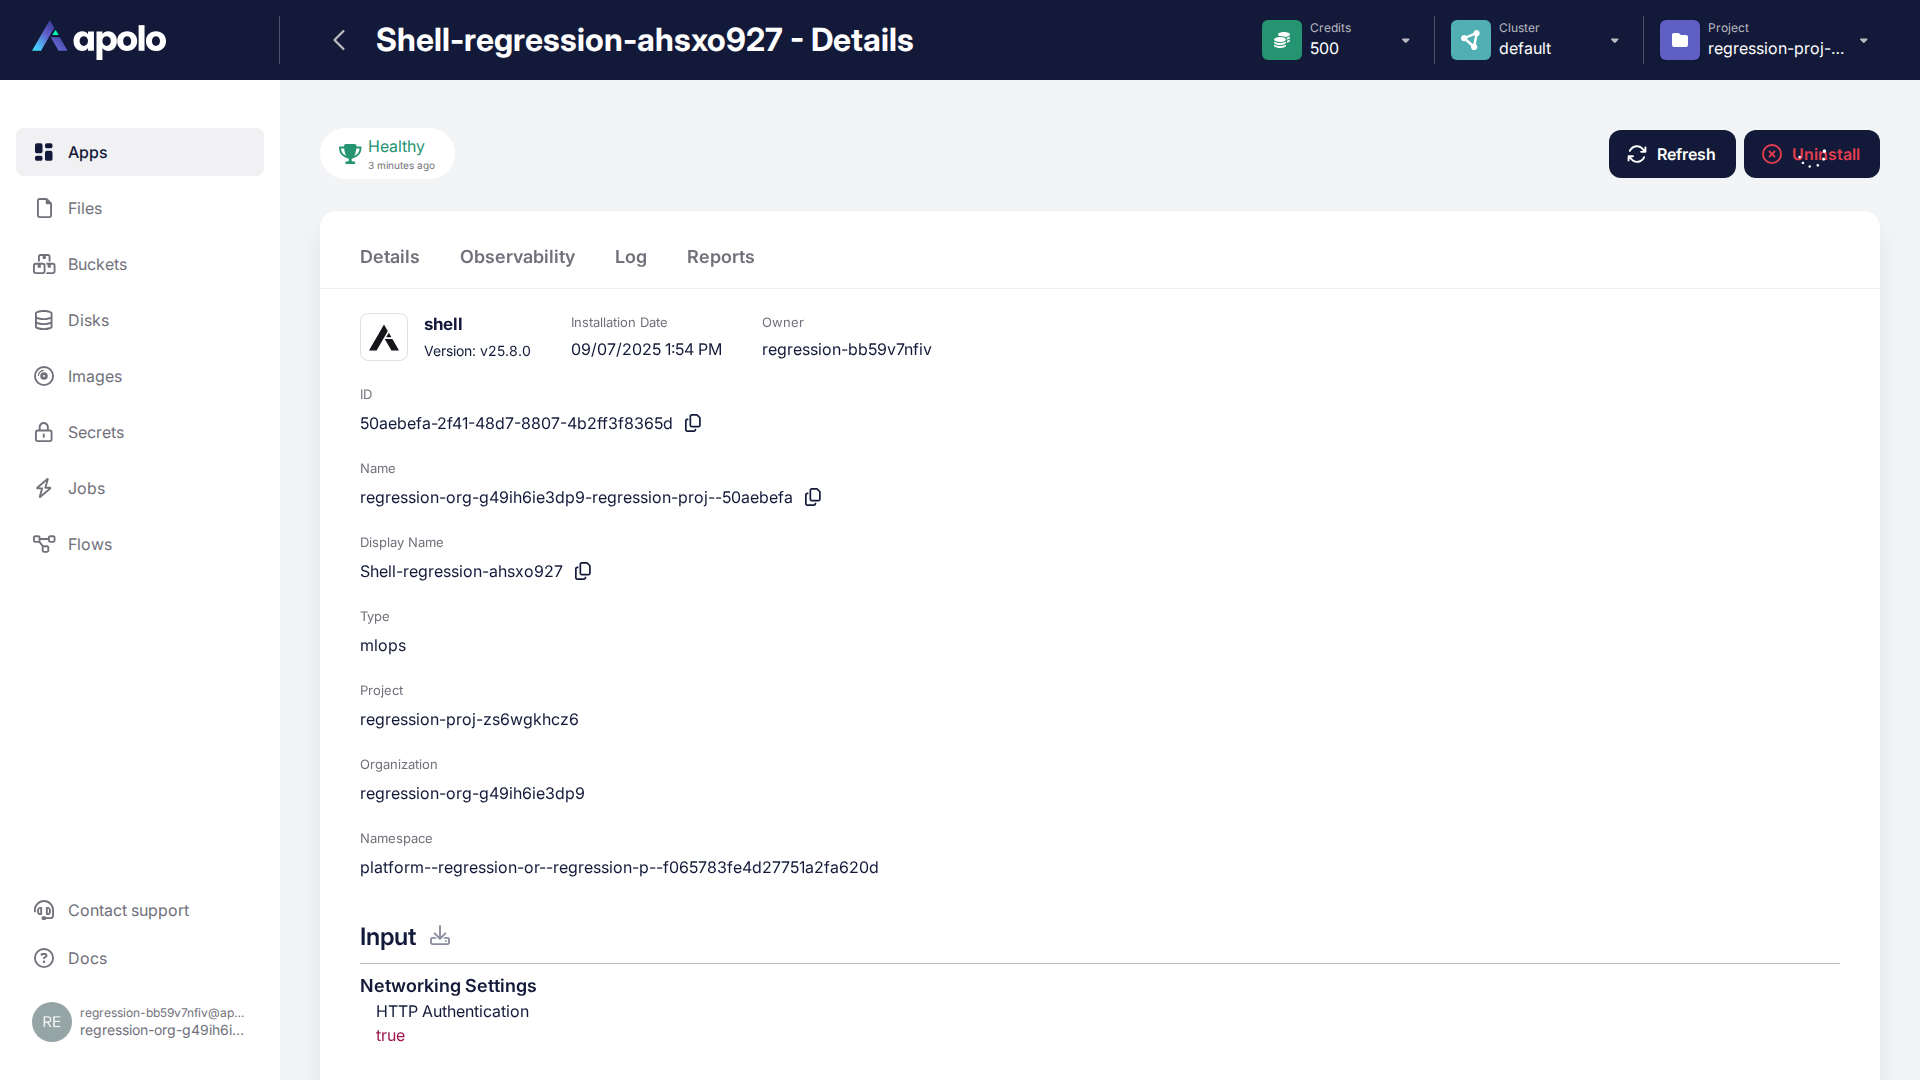 apolo
Shell-regression-ahsxo927 - Details
Credits
500
Cluster
default
Project
regression-proj-...
Apps
Files
Buckets
Disks
Images
Secrets
Jobs
Flows
Contact support
Docs
RE
regression-bb59v7nfiv@ap...
regression-org-g49ih6i...
Healthy
3 minutes ago
Refresh
Uninstall
Details
Observability
Log
Reports
shell
Version: v25.8.0
Installation Date
09/07/2025 1:54 PM
Owner
regression-bb59v7nfiv
ID
50aebefa-2f41-48d7-8807-4b2ff3f8365d
Name
regression-org-g49ih6ie3dp9-regression-proj--50aebefa
Display Name
Shell-regression-ahsxo927
Type
mlops
Project
regression-proj-zs6wgkhcz6
Organization
regression-org-g49ih6ie3dp9
Namespace
platform--regression-or--regression-p--f065783fe4d27751a2fa620d
Input
Networking Settings
HTTP Authentication
true